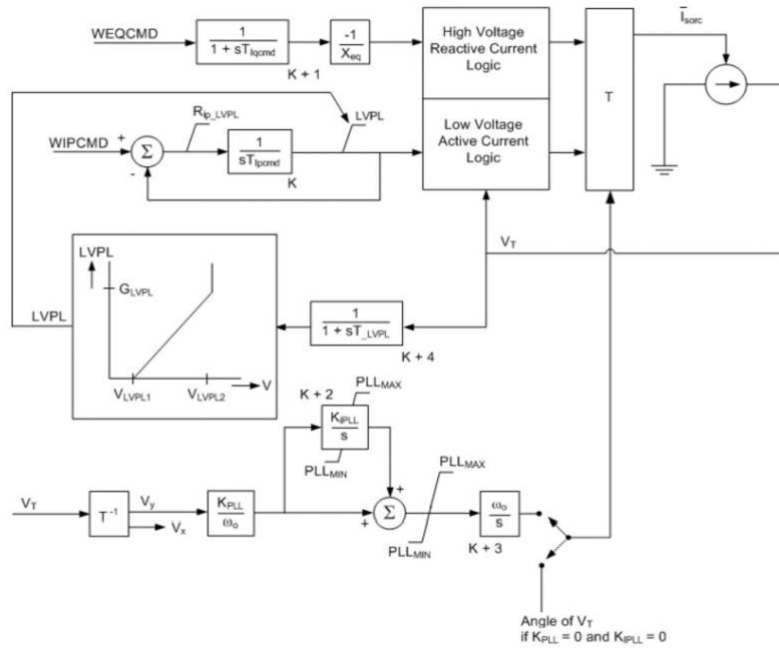 WEQCMD
1
1 + sT_Iqcmd
K + 1
-1
X_eq
High Voltage
Reactive Current
Logic
T
I_sorc
R_Ip_LVPL
LVPL
WIPCMD
+
Σ
-
1
sT_Ipcmd
K
Low Voltage
Active Current
Logic
V_T
LVPL
G_LVPL
LVPL
V_LVPL1
V_LVPL2
V
1
1 + sT_LVPL
K + 4
K + 2
PLL_MAX
K_IPLL
s
PLL_MIN
V_T
T⁻¹
V_y
V_x
K_PLL
ω_o
+
+
Σ
PLL_MAX
PLL_MIN
ω_o
s
K + 3
Angle of V_T
if K_PLL = 0 and K_IPLL = 0